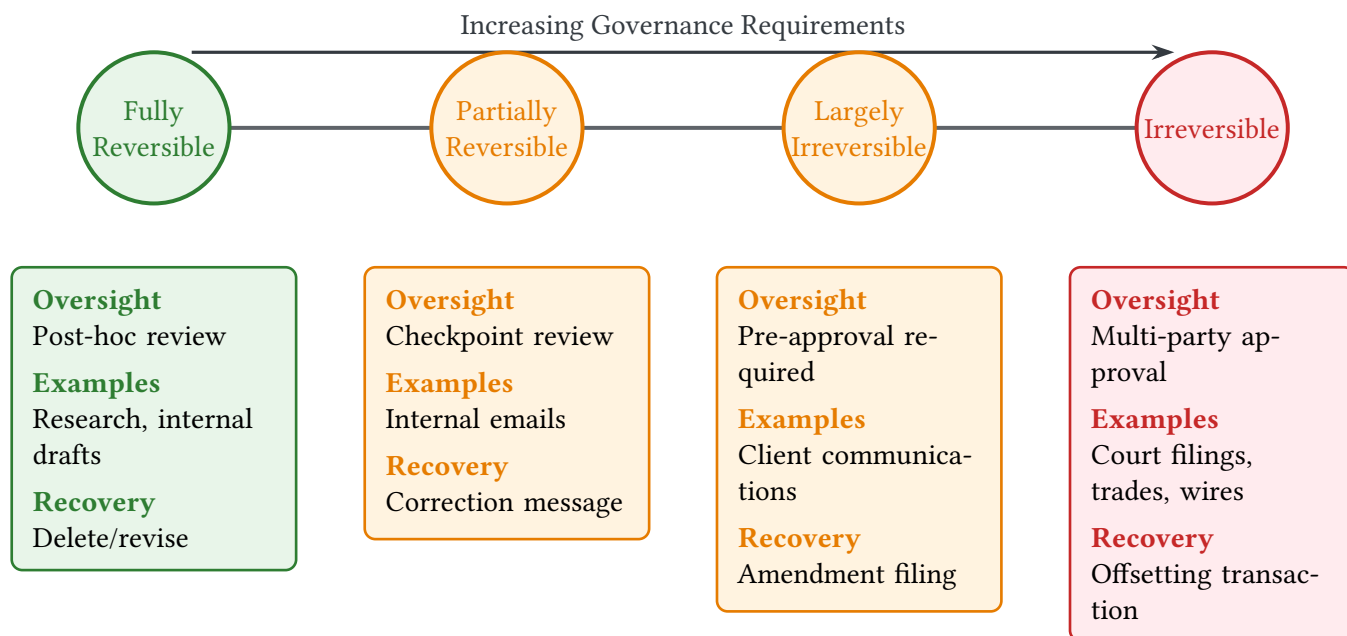 Increasing Governance Requirements
Fully
Reversible
Partially
Reversible
Largely
Irreversible
Irreversible
Oversight
Post-hoc review
Examples
Research, internal
drafts
Recovery
Delete/revise
Oversight
Checkpoint review
Examples
Internal emails
Recovery
Correction message
Oversight
Pre-approval re-
quired
Examples
Client communica-
tions
Recovery
Amendment filing
Oversight
Multi-party ap-
proval
Examples
Court filings,
trades, wires
Recovery
Offsetting transac-
tion